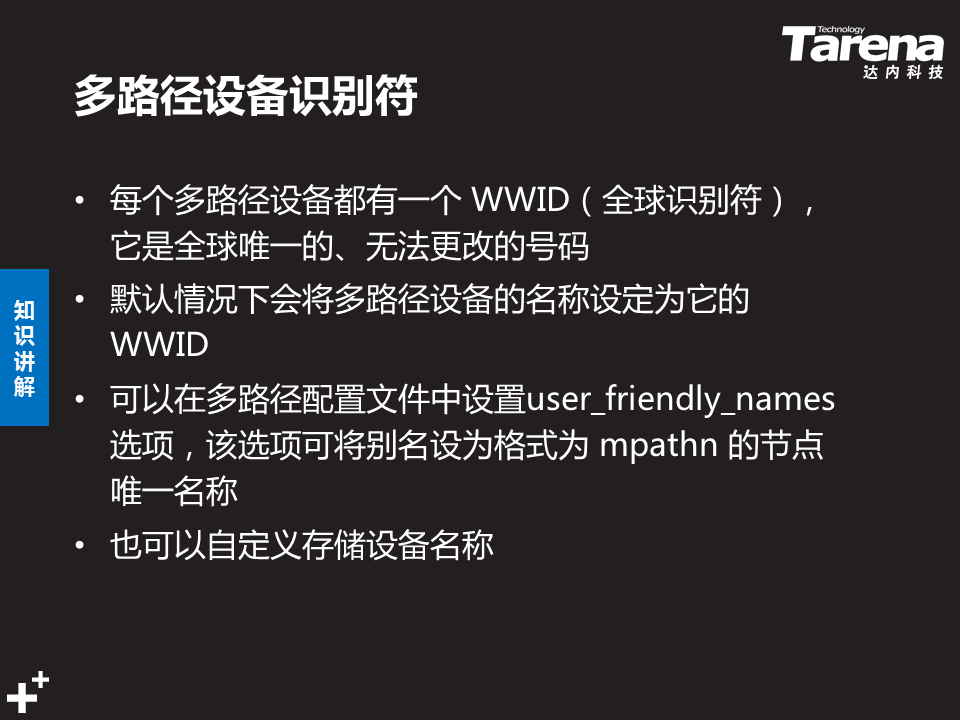 Technology
Tarena
达内科技
多路径设备识别符
• 每个多路径设备都有一个 WWID（全球识别符），
它是全球唯一的、无法更改的号码
• 默认情况下会将多路径设备的名称设定为它的
WWID
• 可以在多路径配置文件中设置user_friendly_names
选项，该选项可将别名设为格式为 mpathn 的节点
唯一名称
• 也可以自定义存储设备名称
知
识
讲
解